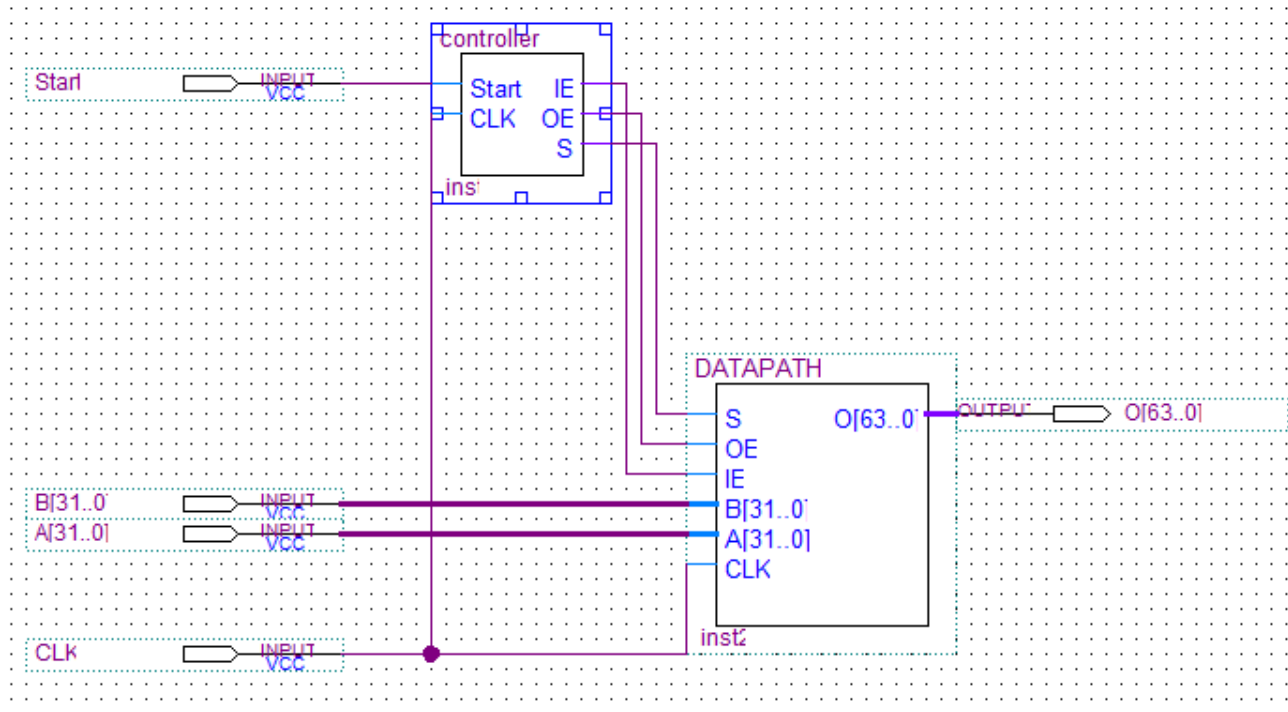 controller
Start INPUT VCC
Start IE
CLK OE
S
inst
DATAPATH
S O[63..0]
OE
IE
B[31..0]
A[31..0]
CLK
inst2
OUTPUT O[63..0]
B[31..0] INPUT VCC
A[31..0] INPUT VCC
CLK INPUT VCC